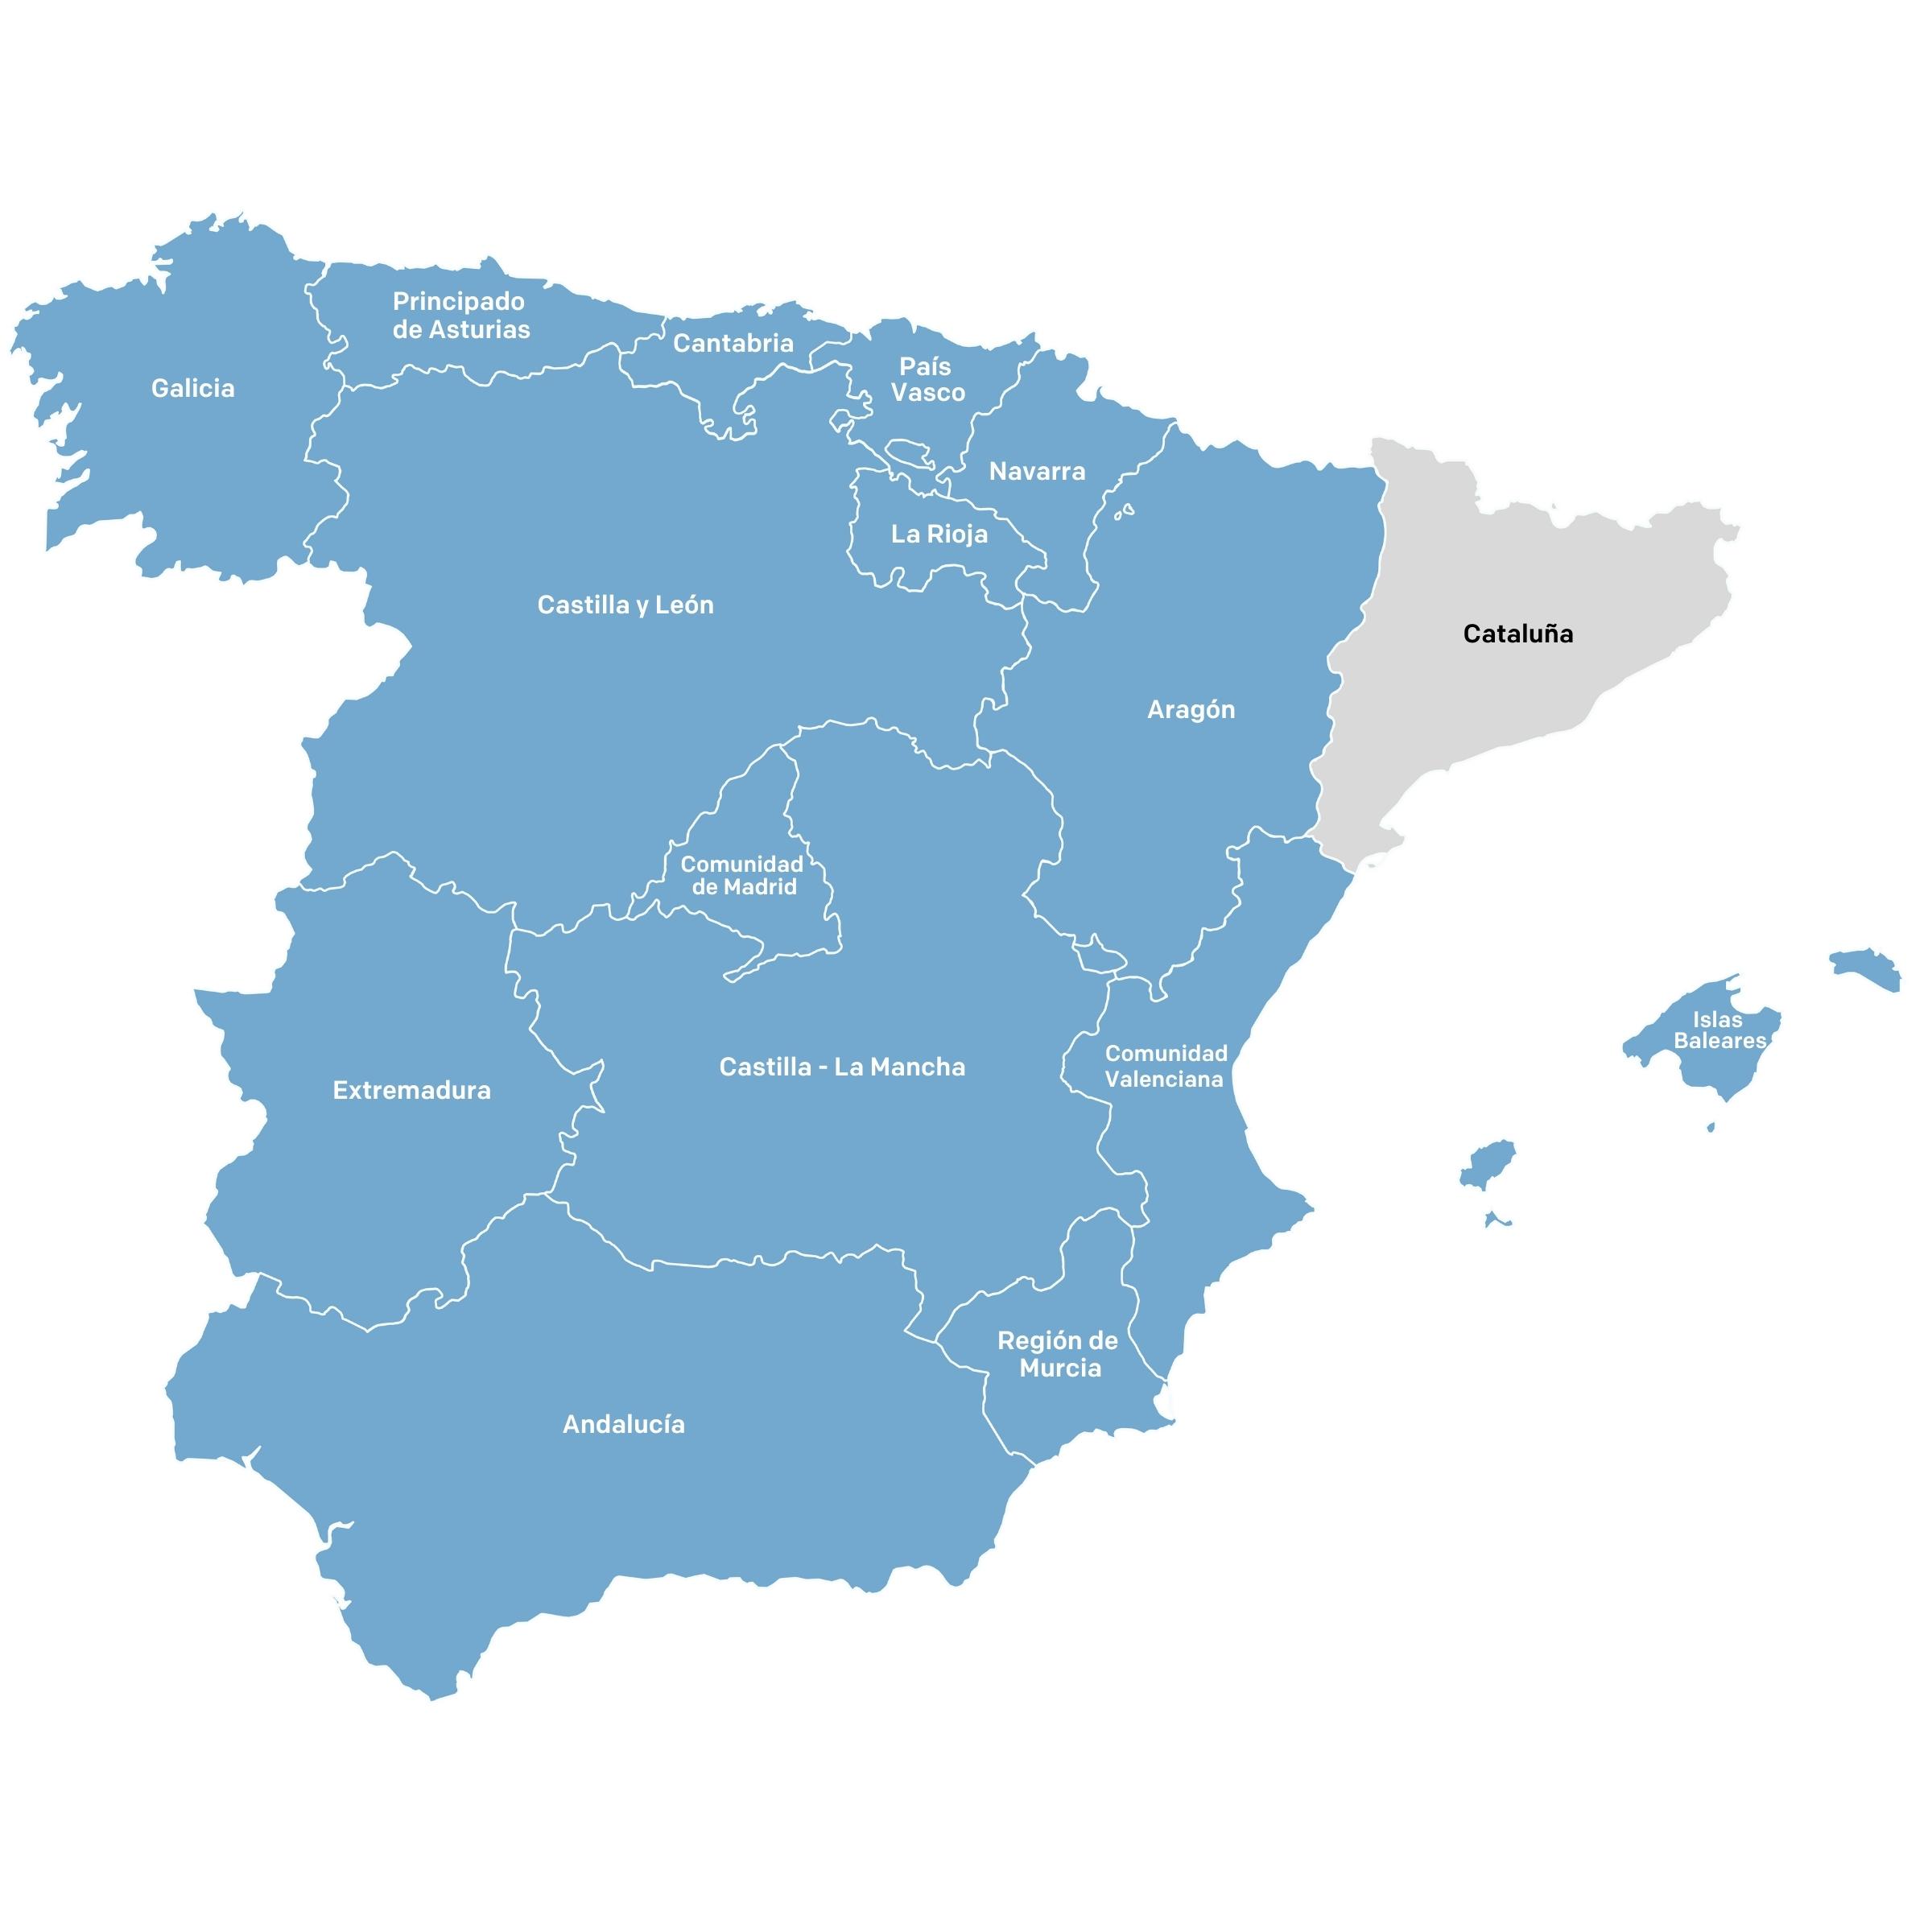 Principado
de Asturias
Cantabria
País
Vasco
Galicia
Navarra
La Rioja
Castilla y León
Cataluña
Aragón
Comunidad
de Madrid
Islas
Baleares
Comunidad
Valenciana
Castilla - La Mancha
Extremadura
Región de
Murcia
Andalucía